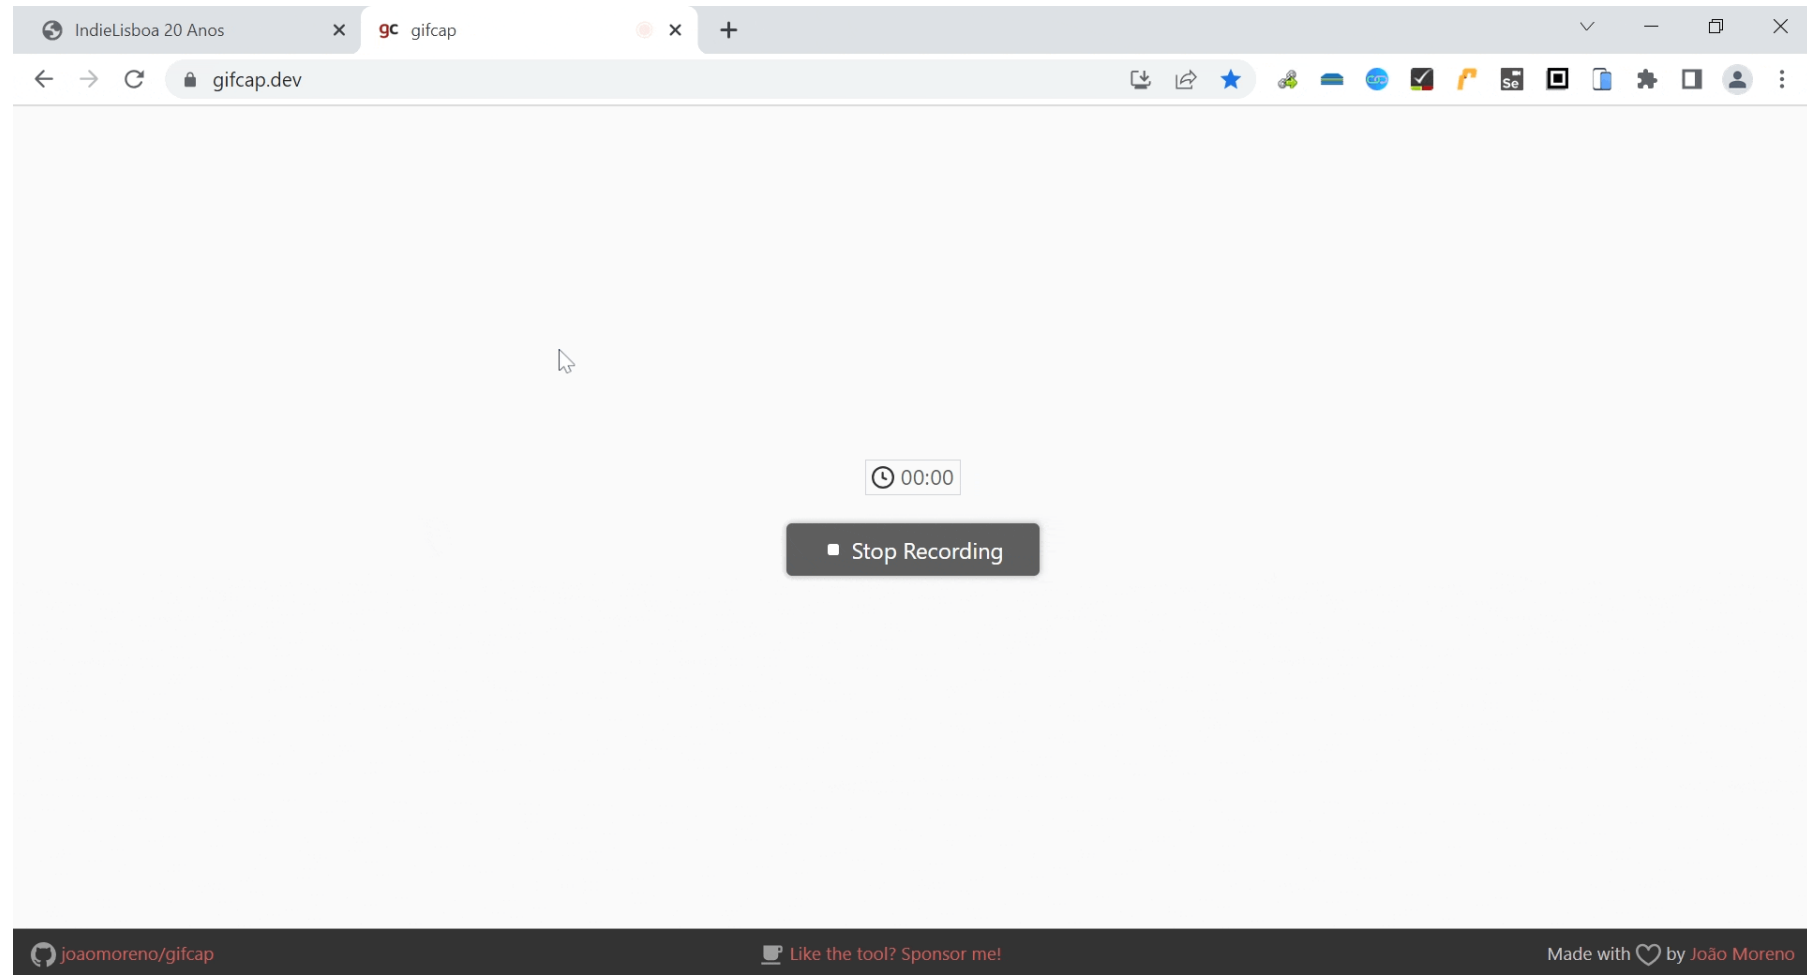 IndieLisboa 20 Anos
gc gifcap
gifcap.dev
Se
00:00
Stop Recording
joaomoreno/gifcap
Like the tool? Sponsor me!
Made with by João Moreno